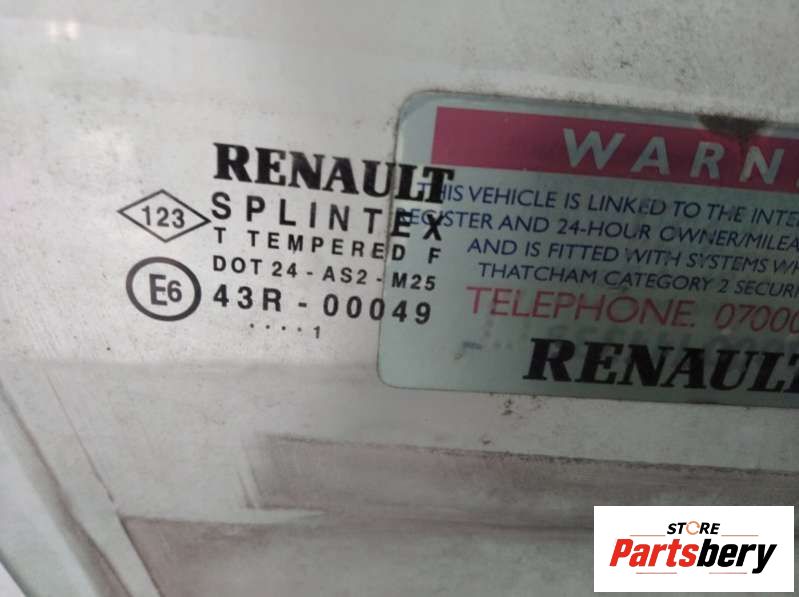 RENAULT
123
SPLINTEX
T TEMPERED F
DOT 24 - AS2 - M25
E6
43R - 00049
.... 1
WARN
THIS VEHICLE IS LINKED TO THE INTE
REGISTER AND 24-HOUR OWNER/MILEA
AND IS FITTED WITH SYSTEMS WH
THATCHAM CATEGORY 2 SECURI
TELEPHONE. 07000
RENAULT
STORE
Partsbery